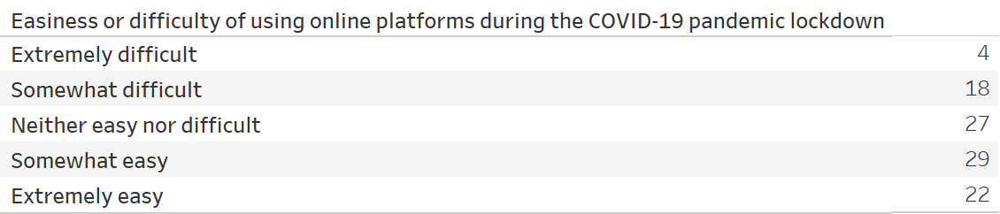 Easiness or difficulty of using online platforms during the COVID-19 pandemic lockdown
Extremely difficult 4
Somewhat difficult 18
Neither easy nor difficult 27
Somewhat easy 29
Extremely easy 22